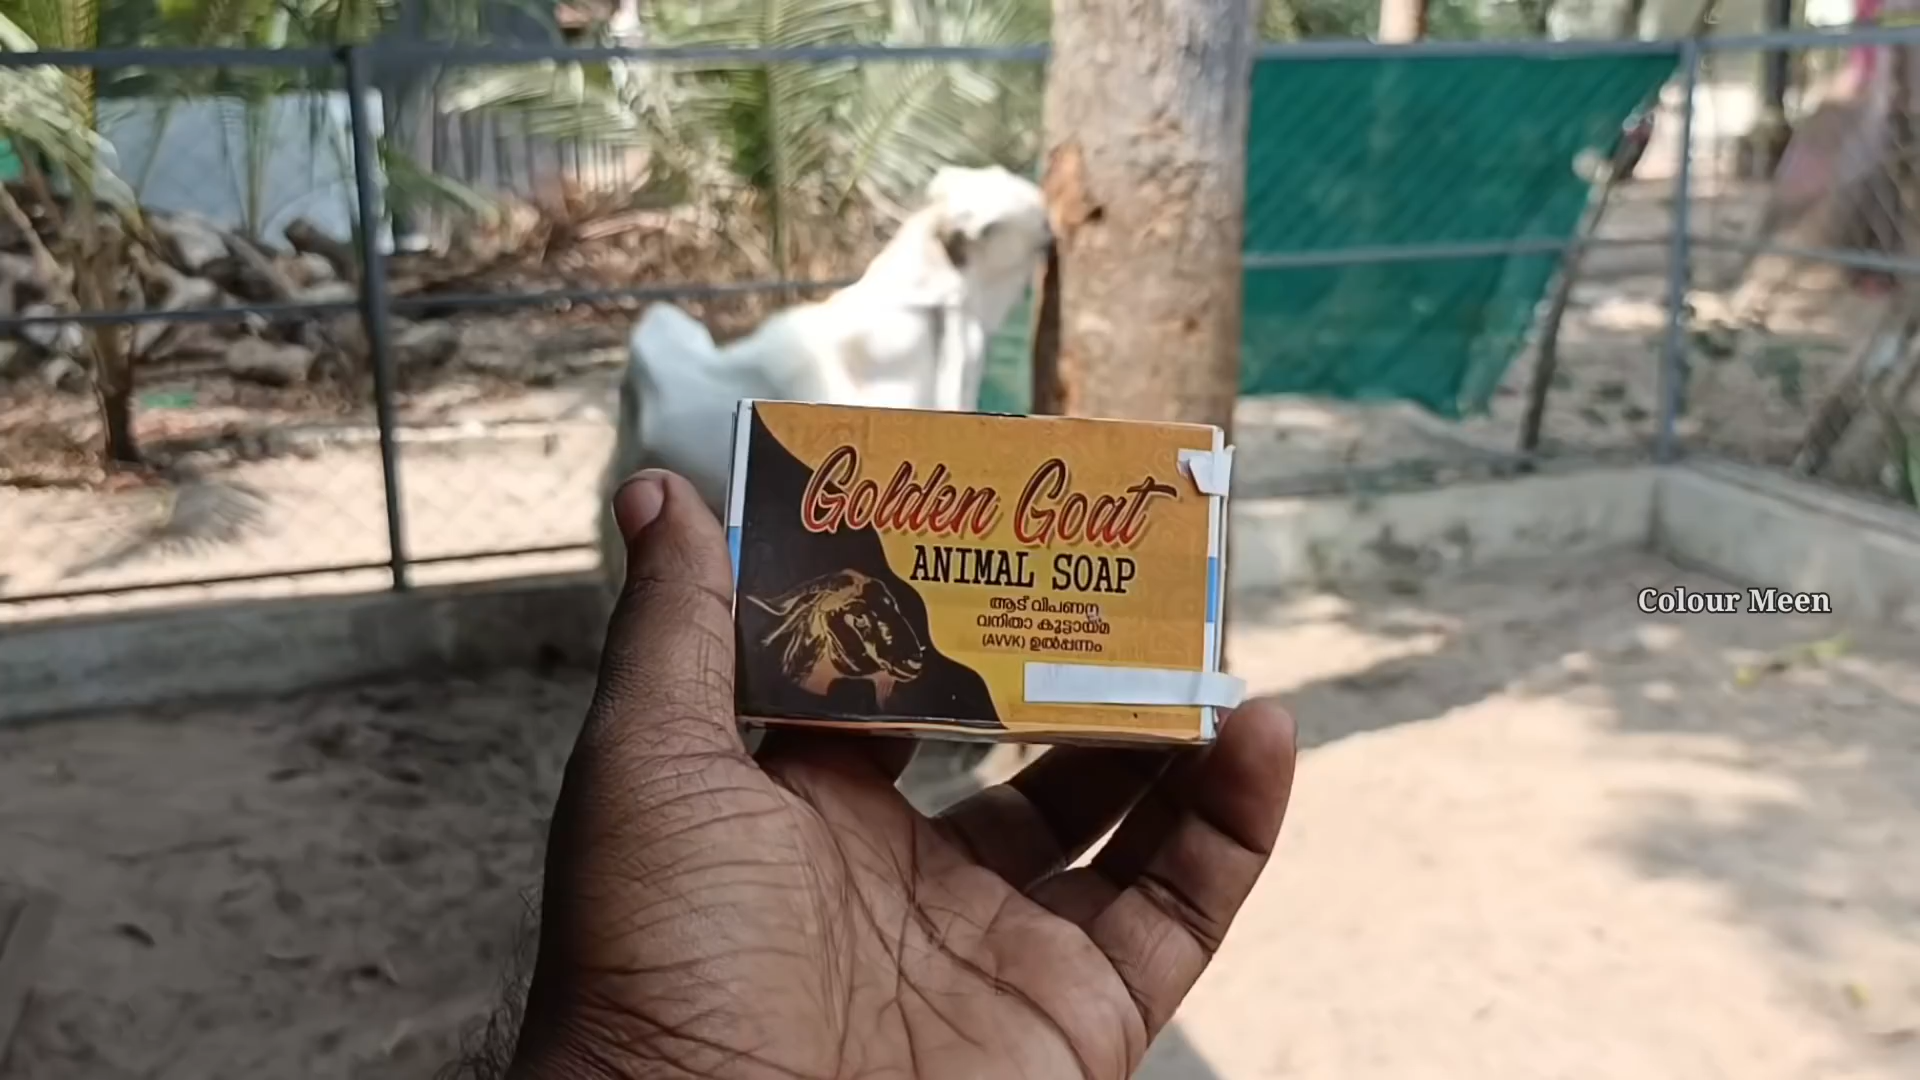 Golden Goat
ANIMAL SOAP
ആട് വിപണന
വനിതാ കൂട്ടായ്മ
(AVVK) ഉൽപ്പന്നം
Colour Meen